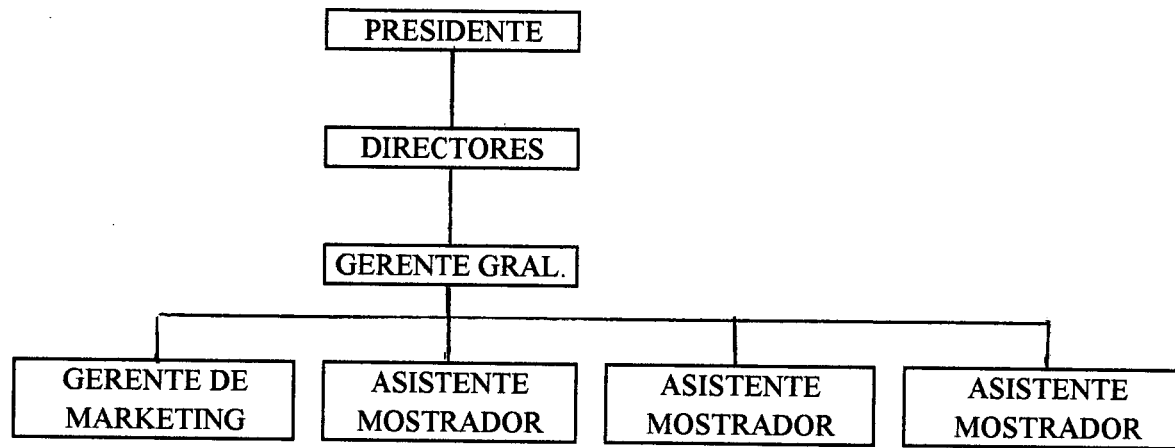 PRESIDENTE
DIRECTORES
GERENTE GRAL.
GERENTE DE
MARKETING
ASISTENTE
MOSTRADOR
ASISTENTE
MOSTRADOR
ASISTENTE
MOSTRADOR